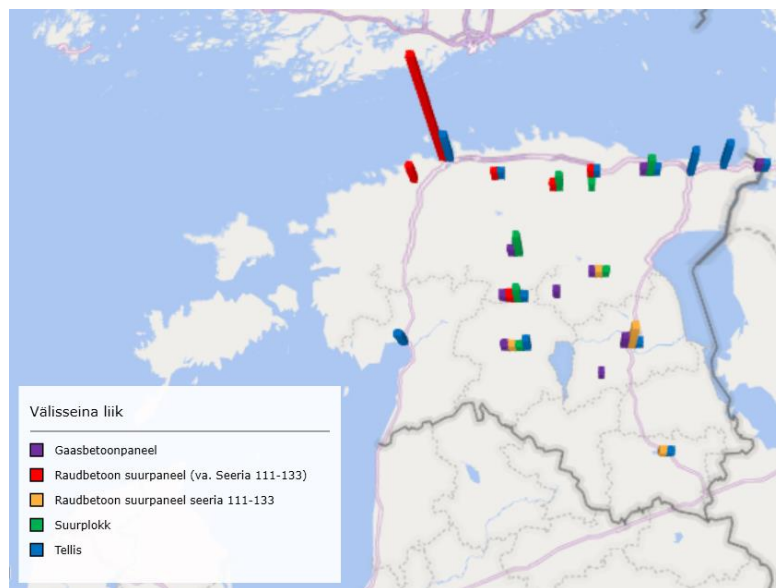 Välisseina liik
Gaasbetoonpaneel
Raudbetoon suurpaneel (va. Seeria 111-133)
Raudbetoon suurpaneel seeria 111-133
Suurplokk
Tellis